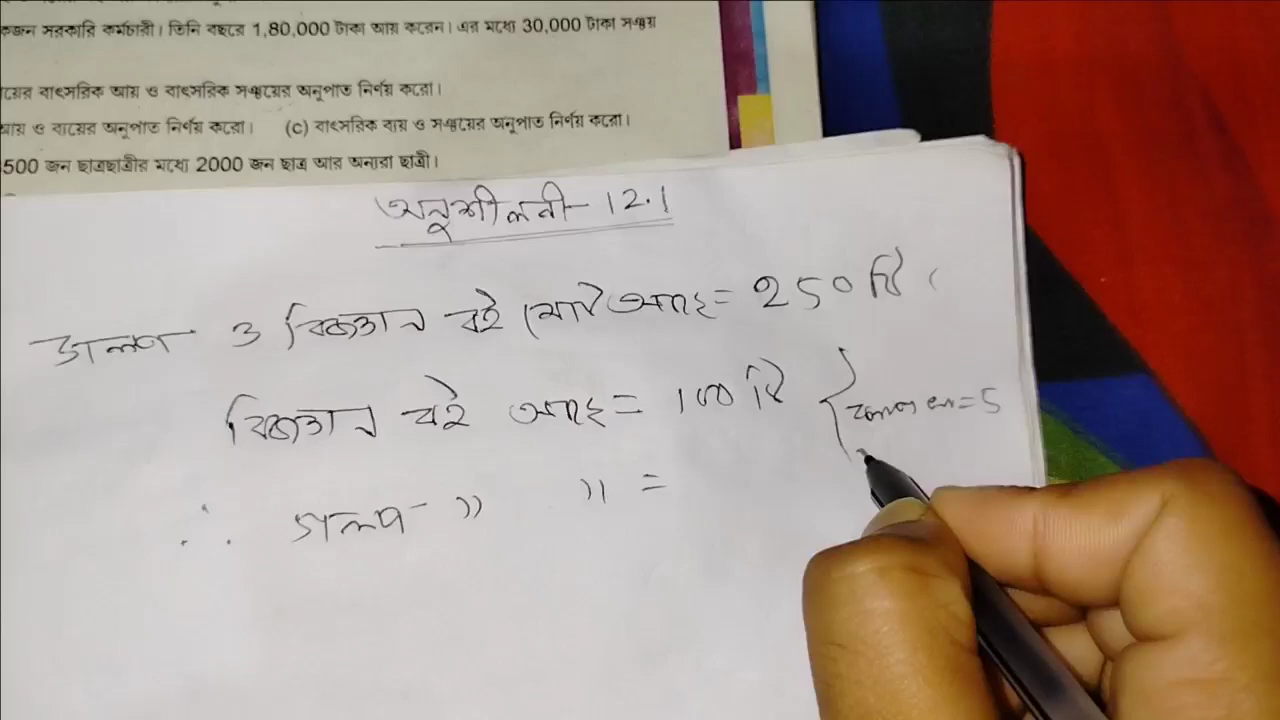 কজন সরকারি কর্মচারী। তিনি বছরে 1,80,000 টাকা আয় করেন। এর মধ্যে 30,000 টাকা সঞ্চয়
য়ের বাৎসরিক আয় ও বাৎসরিক সঞ্চয়ের অনুপাত নির্ণয় করো।
আয় ও ব্যয়ের অনুপাত নির্ণয় করো। (c) বাৎসরিক ব্যয় ও সঞ্চয়ের অনুপাত নির্ণয় করো।
500 জন ছাত্রছাত্রীর মধ্যে 2000 জন ছাত্র আর অন্যরা ছাত্রী।
অনুশীলনী-12.1
গল্প ও বিজ্ঞান বই মোট আছে = 250 টি
বিজ্ঞান বই আছে = 100 টি
∴ গল্প " " =
= 5